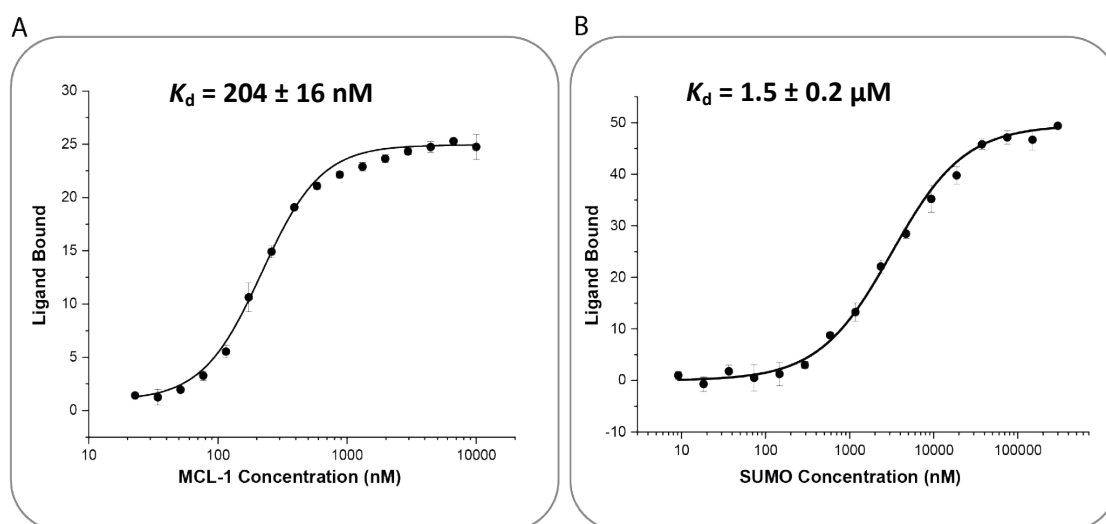 A
Kd = 204 ± 16 nM
30
25
20
15
10
5
0
Ligand Bound
10
100
1000
10000
MCL-1 Concentration (nM)
B
Kd = 1.5 ± 0.2 µM
50
40
30
20
10
0
-10
Ligand Bound
10
100
1000
10000
100000
SUMO Concentration (nM)